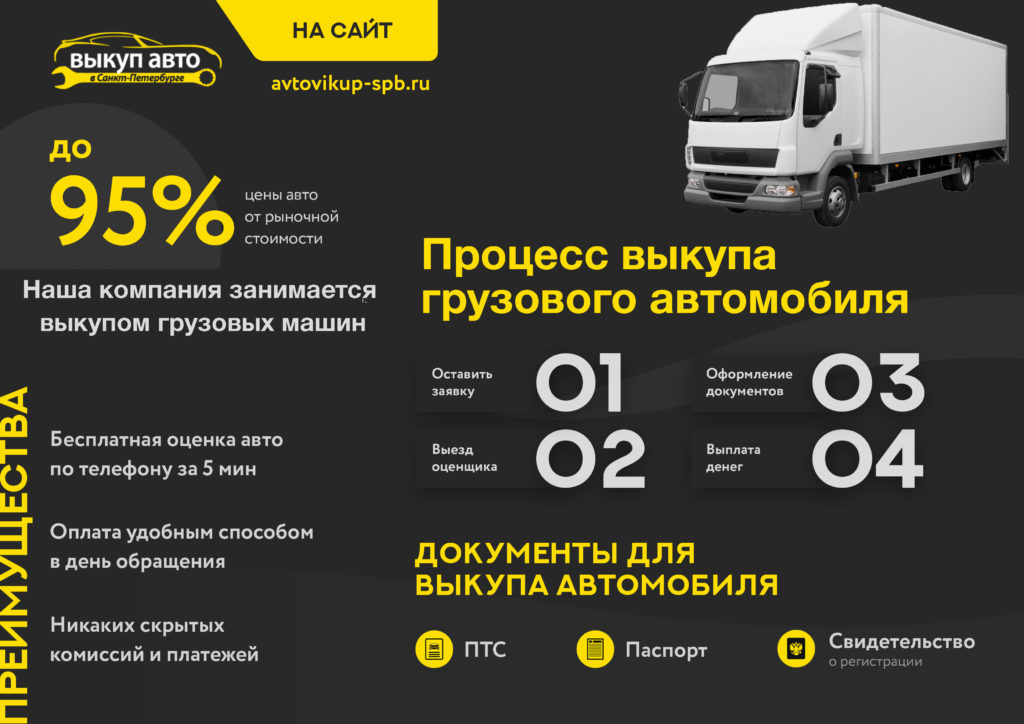 ВЫКУП АВТО
в Санкт-Петербурге
НА САЙТ
avtovikup-spb.ru
до
95%
цены авто
от рыночной
стоимости
Наша компания занимается
выкупом грузовых машин
ПРЕИМУЩЕСТВА
Бесплатная оценка авто
по телефону за 5 мин
Оплата удобным способом
в день обращения
Никаких скрытых
комиссий и платежей
Процесс выкупа
грузового автомобиля
Оставить
заявку
01
Выезд
оценщика
02
Оформление
документов
03
Выплата
денег
04
ДОКУМЕНТЫ ДЛЯ
ВЫКУПА АВТОМОБИЛЯ
ПТС
Паспорт
Свидетельство
о регистрации